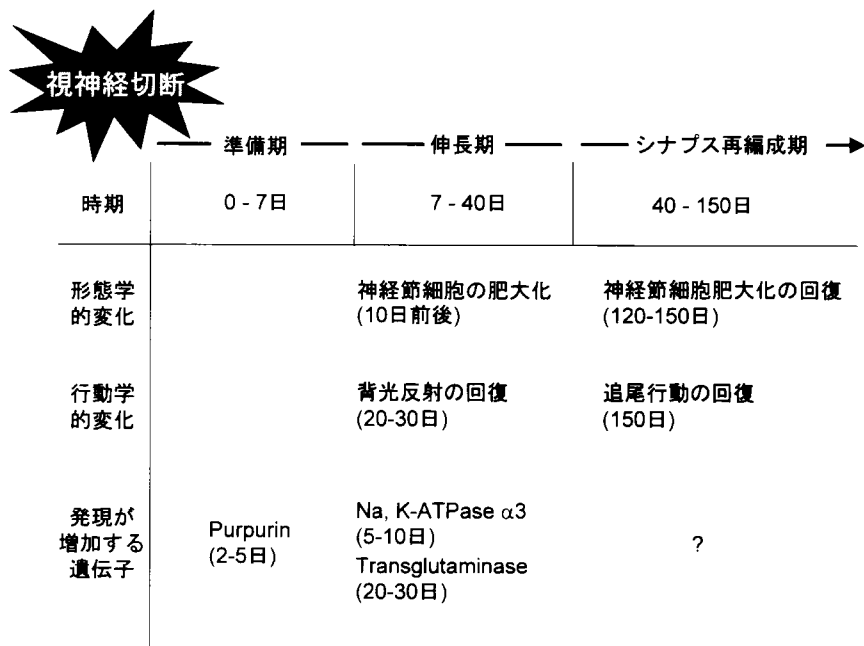 視神経切断
準備期 伸長期 シナプス再編成期
時期 0 - 7日 7 - 40日 40 - 150日
形態学
的変化
神経節細胞の肥大化
(10日前後)
神経節細胞肥大化の回復
(120-150日)
行動学
的変化
背光反射の回復
(20-30日)
追尾行動の回復
(150日)
発現が
増加する
遺伝子
Purpurin
(2-5日)
Na, K-ATPase α3
(5-10日)
Transglutaminase
(20-30日)
?